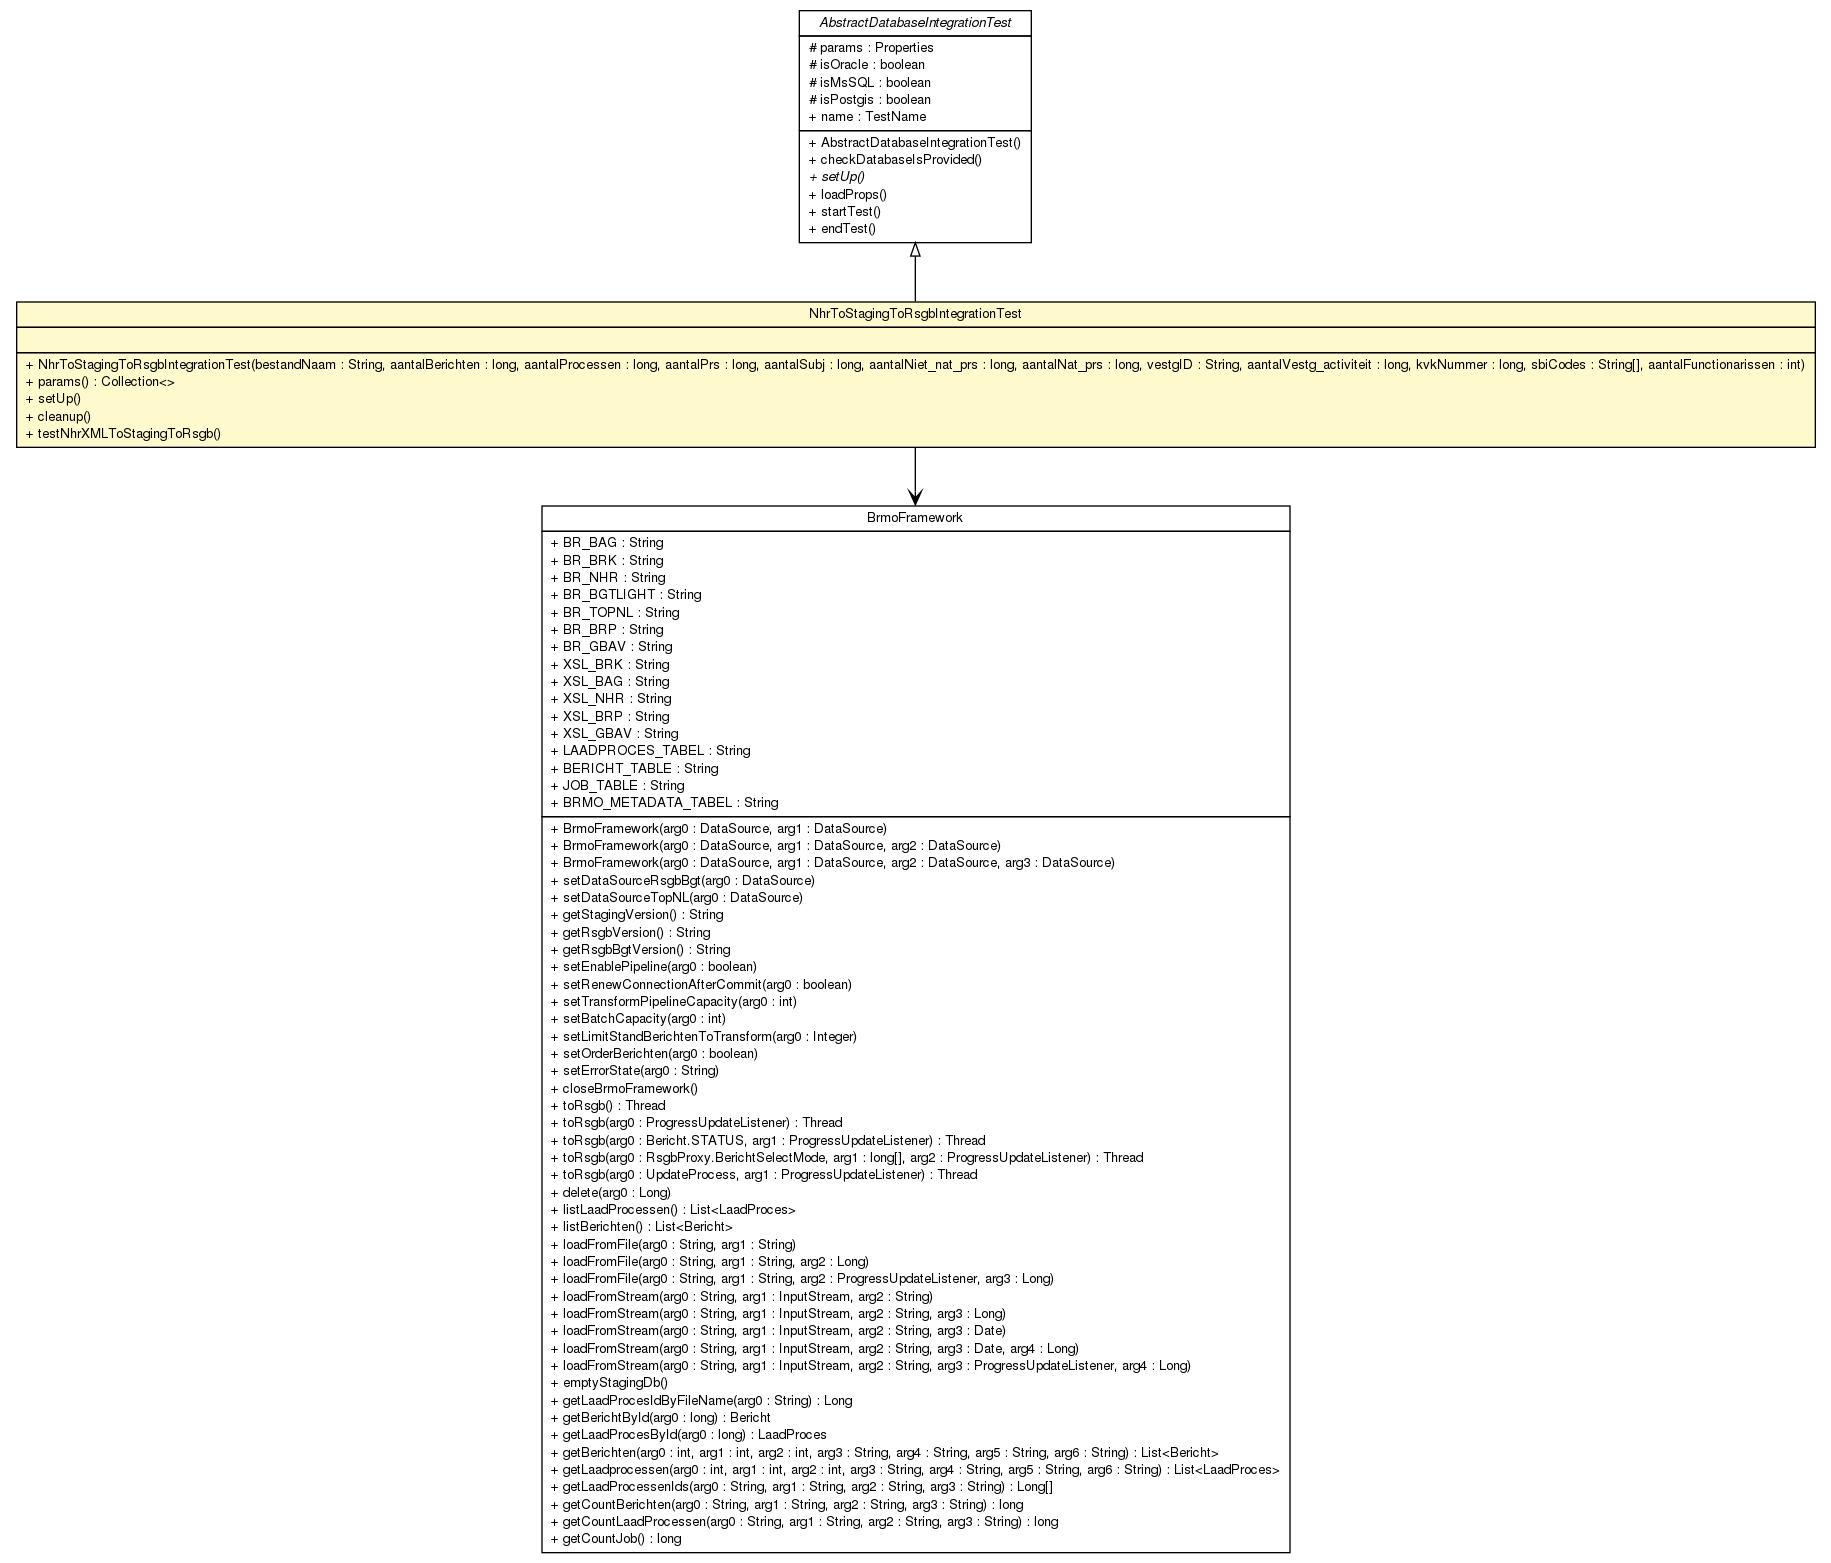 AbstractDatabaseIntegrationTest
# params : Properties
# isOracle : boolean
# isMsSQL : boolean
# isPostgis : boolean
+ name : TestName
+ AbstractDatabaseIntegrationTest()
+ checkDatabaseIsProvided()
+ setUp()
+ loadProps()
+ startTest()
+ endTest()
NhrToStagingToRsgbIntegrationTest
+ NhrToStagingToRsgbIntegrationTest(bestandNaam : String, aantalBerichten : long, aantalProcessen : long, aantalPrs : long, aantalSubj : long, aantalNiet_nat_prs : long, aantalNat_prs : long, vestgID : String, aantalVestg_activiteit : long, kvkNummer : long, sbiCodes : String[], aantalFunctionarissen : int)
+ params() : Collection<>
+ setUp()
+ cleanup()
+ testNhrXMLToStagingToRsgb()
BrmoFramework
+ BR_BAG : String
+ BR_BRK : String
+ BR_NHR : String
+ BR_BGTLIGHT : String
+ BR_TOPNL : String
+ BR_BRP : String
+ BR_GBAV : String
+ XSL_BRK : String
+ XSL_BAG : String
+ XSL_NHR : String
+ XSL_BRP : String
+ XSL_GBAV : String
+ LAADPROCES_TABEL : String
+ BERICHT_TABLE : String
+ JOB_TABLE : String
+ BRMO_METADATA_TABEL : String
+ BrmoFramework(arg0 : DataSource, arg1 : DataSource)
+ BrmoFramework(arg0 : DataSource, arg1 : DataSource, arg2 : DataSource)
+ BrmoFramework(arg0 : DataSource, arg1 : DataSource, arg2 : DataSource, arg3 : DataSource)
+ setDataSourceRsgbBgt(arg0 : DataSource)
+ setDataSourceTopNL(arg0 : DataSource)
+ getStagingVersion() : String
+ getRsgbVersion() : String
+ getRsgbBgtVersion() : String
+ setEnablePipeline(arg0 : boolean)
+ setRenewConnectionAfterCommit(arg0 : boolean)
+ setTransformPipelineCapacity(arg0 : int)
+ setBatchCapacity(arg0 : int)
+ setLimitStandBerichtenToTransform(arg0 : Integer)
+ setOrderBerichten(arg0 : boolean)
+ setErrorState(arg0 : String)
+ closeBrmoFramework()
+ toRsgb() : Thread
+ toRsgb(arg0 : ProgressUpdateListener) : Thread
+ toRsgb(arg0 : Bericht.STATUS, arg1 : ProgressUpdateListener) : Thread
+ toRsgb(arg0 : RsgbProxy.BerichtSelectMode, arg1 : long[], arg2 : ProgressUpdateListener) : Thread
+ toRsgb(arg0 : UpdateProcess, arg1 : ProgressUpdateListener) : Thread
+ delete(arg0 : Long)
+ listLaadProcessen() : List<LaadProces>
+ listBerichten() : List<Bericht>
+ loadFromFile(arg0 : String, arg1 : String)
+ loadFromFile(arg0 : String, arg1 : String, arg2 : Long)
+ loadFromFile(arg0 : String, arg1 : String, arg2 : ProgressUpdateListener, arg3 : Long)
+ loadFromStream(arg0 : String, arg1 : InputStream, arg2 : String)
+ loadFromStream(arg0 : String, arg1 : InputStream, arg2 : String, arg3 : Long)
+ loadFromStream(arg0 : String, arg1 : InputStream, arg2 : String, arg3 : Date)
+ loadFromStream(arg0 : String, arg1 : InputStream, arg2 : String, arg3 : Date, arg4 : Long)
+ loadFromStream(arg0 : String, arg1 : InputStream, arg2 : String, arg3 : ProgressUpdateListener, arg4 : Long)
+ emptyStagingDb()
+ getLaadProcesIdByFileName(arg0 : String) : Long
+ getBerichtById(arg0 : long) : Bericht
+ getLaadProcesById(arg0 : long) : LaadProces
+ getBerichten(arg0 : int, arg1 : int, arg2 : int, arg3 : String, arg4 : String, arg5 : String, arg6 : String) : List<Bericht>
+ getLaadprocessen(arg0 : int, arg1 : int, arg2 : int, arg3 : String, arg4 : String, arg5 : String, arg6 : String) : List<LaadProces>
+ getLaadProcessenIds(arg0 : String, arg1 : String, arg2 : String, arg3 : String) : Long[]
+ getCountBerichten(arg0 : String, arg1 : String, arg2 : String, arg3 : String) : long
+ getCountLaadProcessen(arg0 : String, arg1 : String, arg2 : String, arg3 : String) : long
+ getCountJob() : long